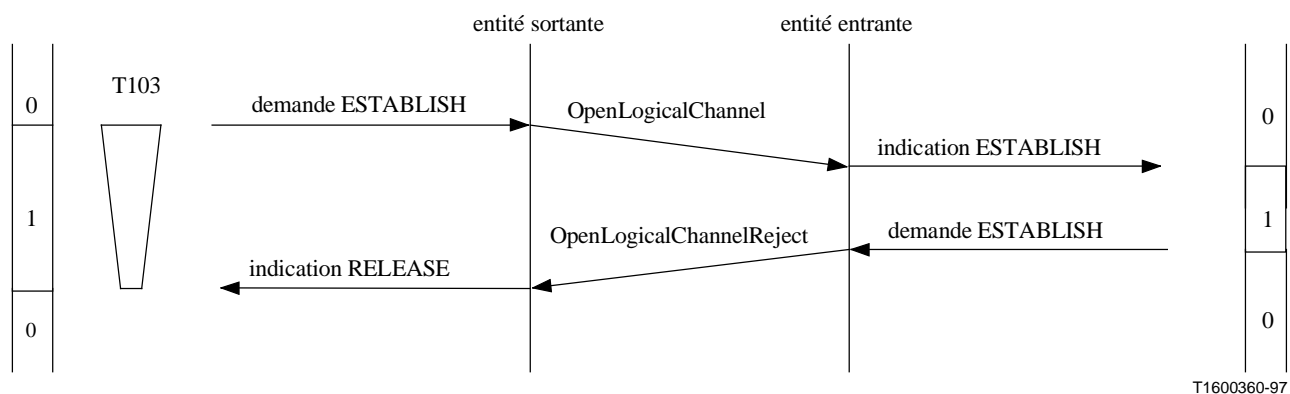 entité sortante
entité entrante
T103
0
demande ESTABLISH
OpenLogicalChannel
0
indication ESTABLISH
1
OpenLogicalChannelReject
demande ESTABLISH
1
indication RELEASE
0
0
T1600360-97